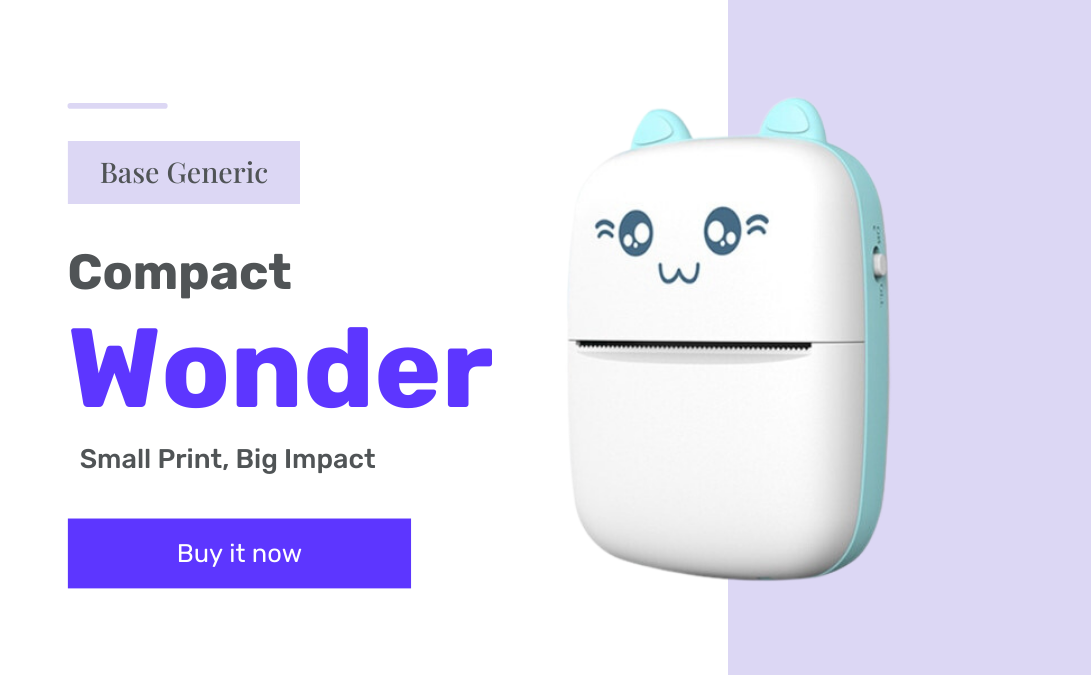 Base Generic
Compact
Wonder
Small Print, Big Impact
Buy it now